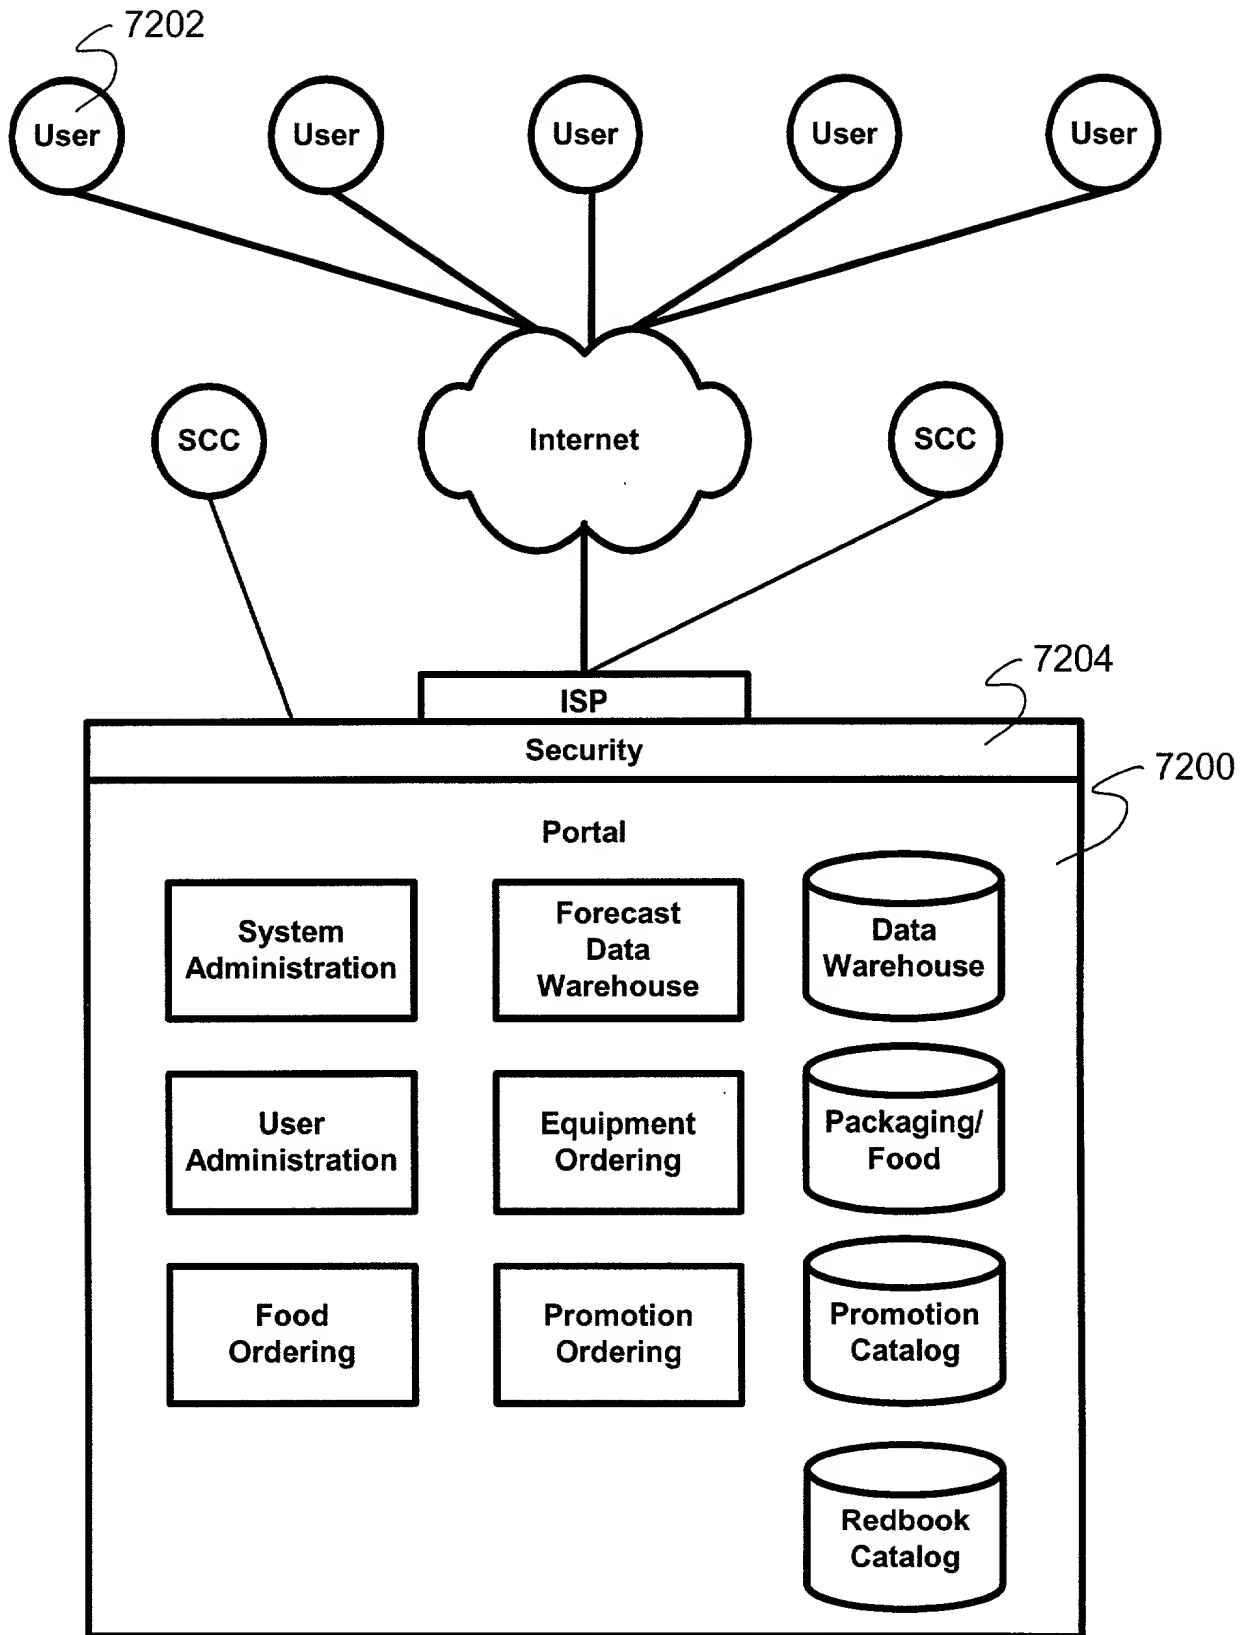 7202
User
User
User
User
User
SCC
Internet
SCC
7204
ISP
Security
7200
Portal
System
Administration
Forecast
Data
Warehouse
Data
Warehouse
User
Administration
Equipment
Ordering
Packaging/
Food
Food
Ordering
Promotion
Ordering
Promotion
Catalog
Redbook
Catalog